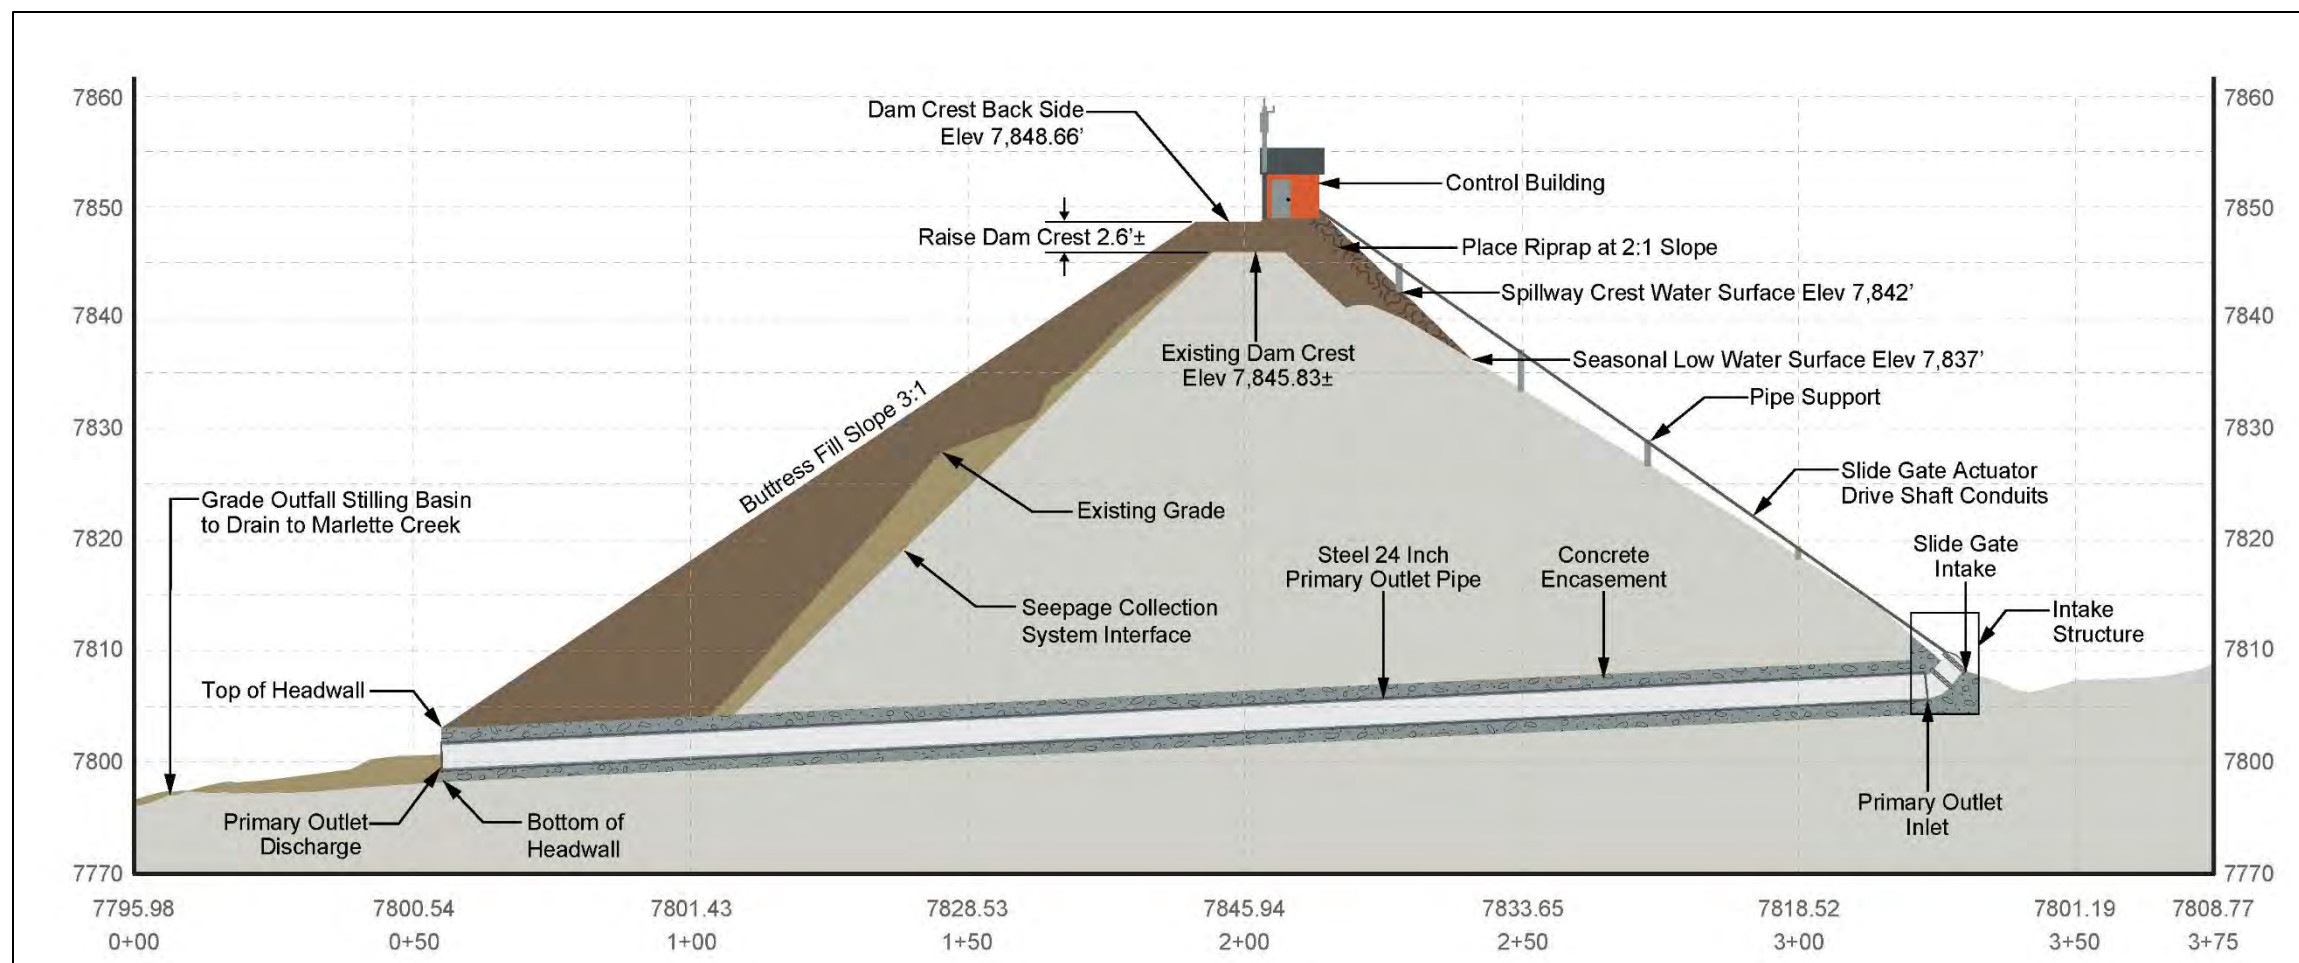 7860
7850
7840
7830
7820
7810
7800
7770
Dam Crest Back Side
Elev 7,848.66’
Raise Dam Crest 2.6’±
Control Building
Place Riprap at 2:1 Slope
Spillway Crest Water Surface Elev 7,842’
Existing Dam Crest
Elev 7,845.83±
Seasonal Low Water Surface Elev 7,837’
Pipe Support
Buttress Fill Slope 3:1
Grade Outfall Stilling Basin
to Drain to Marlette Creek
Existing Grade
Slide Gate Actuator
Drive Shaft Conduits
Steel 24 Inch
Primary Outlet Pipe
Concrete
Encasement
Slide Gate
Intake
Seepage Collection
System Interface
Intake
Structure
Top of Headwall
Primary Outlet
Discharge
Bottom of
Headwall
Primary Outlet
Inlet
7860
7850
7840
7830
7820
7810
7800
7770
7795.98 7800.54 7801.43 7828.53 7845.94 7833.65 7818.52 7801.19 7808.77
0+00 0+50 1+00 1+50 2+00 2+50 3+00 3+50 3+75